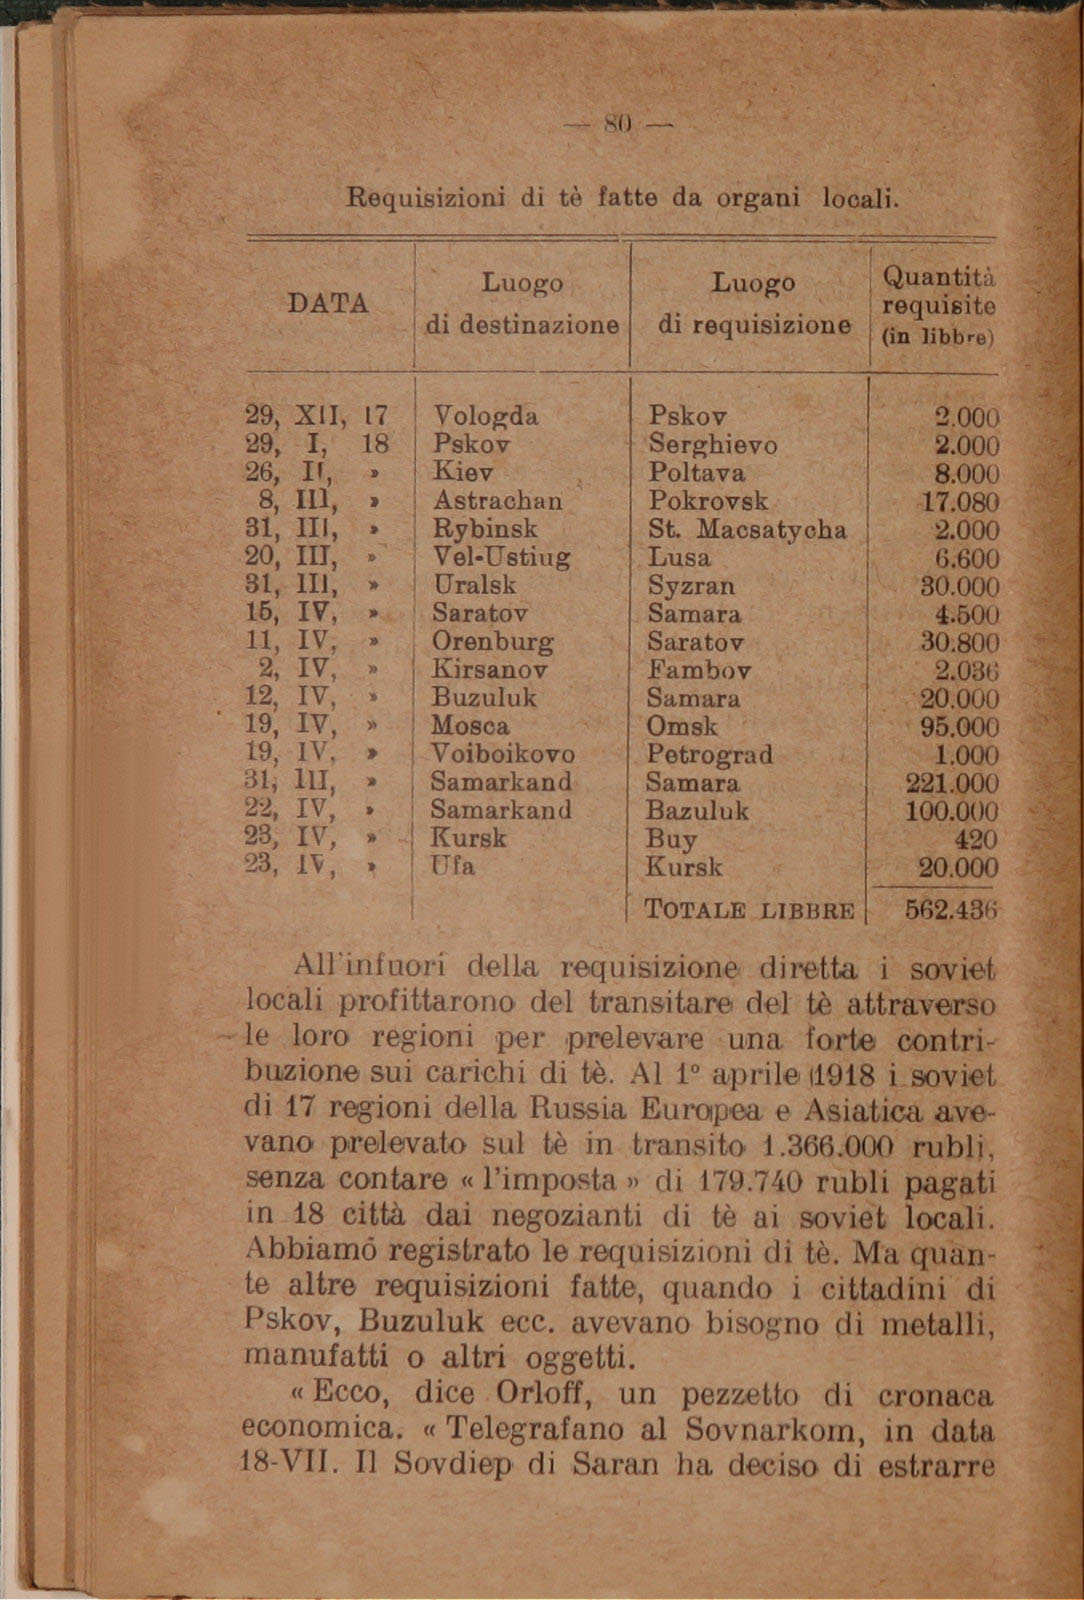 — 80 —
Requisizioni di tè fatte da organi locali.
DATA | Luogo di destinazione | Luogo di requisizione | Quantità requisite (in libbre)
29, XII, 17 | Vologda | Pskov | 2.000
29, I, 18 | Pskov | Serghievo | 2.000
26, II, » | Kiev | Poltava | 8.000
8, III, » | Astrachan | Pokrovsk | 17.080
31, III, » | Rybinsk | St. Macsatycha | 2.000
20, III, » | Vel-Ustiug | Lusa | 6.600
31, III, » | Uralsk | Syzran | 30.000
15, IV, » | Saratov | Samara | 4.500
11, IV, » | Orenburg | Saratov | 30.800
2, IV, » | Kirsanov | Fambov | 2.036
12, IV, » | Buzuluk | Samara | 20.000
19, IV, » | Mosca | Omsk | 95.000
19, IV, » | Voiboikovo | Petrograd | 1.000
31, III, » | Samarkand | Samara | 221.000
22, IV, » | Samarkand | Bazuluk | 100.000
23, IV, » | Kursk | Buy | 420
23, IV, » | Ufa | Kursk | 20.000
TOTALE LIBBRE | 562.436
All'infuori della requisizione diretta i soviet
locali profittarono del transitare del tè attraverso
le loro regioni per prelevare una forte contri-
buzione sui carichi di tè. Al 1° aprile 1918 i soviet
di 17 regioni della Russia Europea e Asiatica ave-
vano prelevato sul tè in transito 1.366.000 rubli,
senza contare « l'imposta » di 179.740 rubli pagati
in 18 città dai negozianti di tè ai soviet locali.
Abbiamó registrato le requisizioni di tè. Ma quan-
te altre requisizioni fatte, quando i cittadini di
Pskov, Buzuluk ecc. avevano bisogno di metalli,
manufatti o altri oggetti.
« Ecco, dice Orloff, un pezzetto di cronaca
economica. « Telegrafano al Sovnarkom, in data
18-VII. Il Sovdiep di Saran ha deciso di estrarre